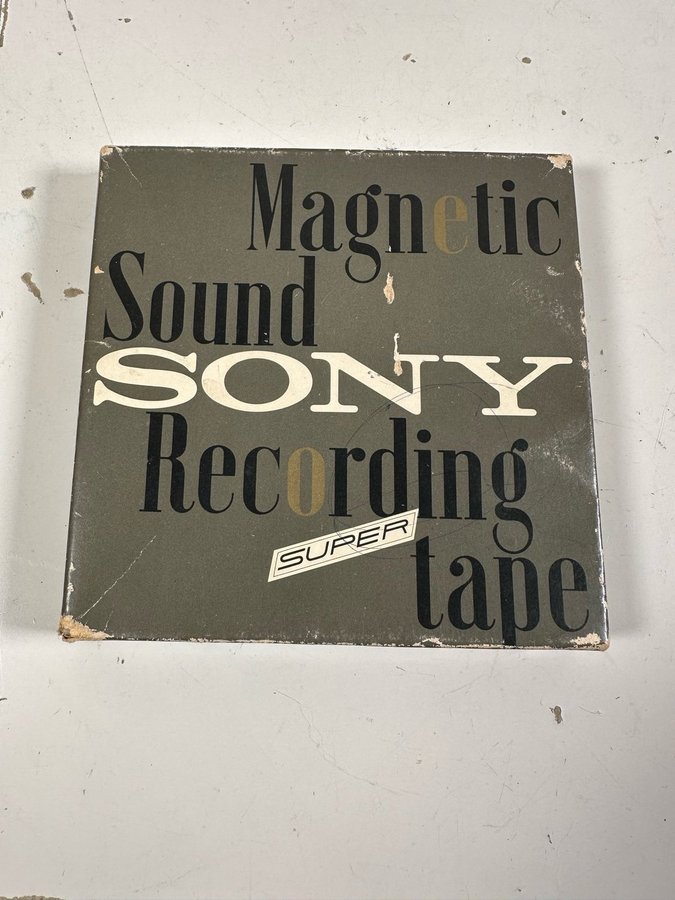 Magnetic
Sound
SONY
Recording
SUPER
tape